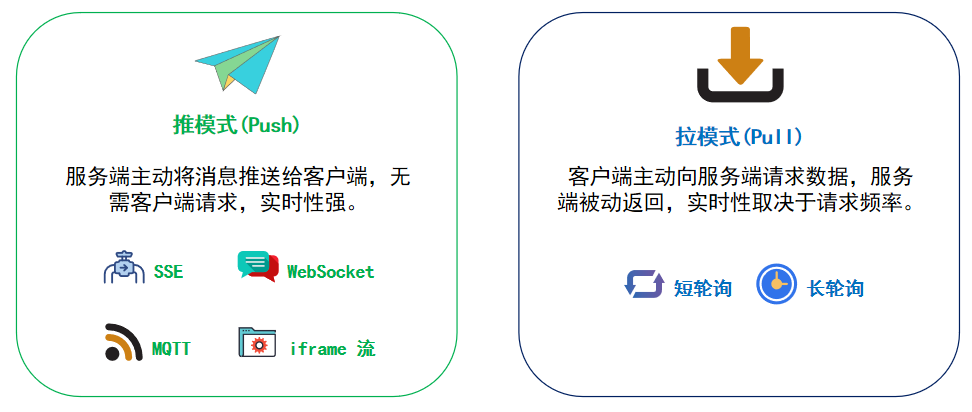 推模式(Push)
服务端主动将消息推送给客户端，无
需客户端请求，实时性强。
SSE
WebSocket
MQTT
iframe 流
拉模式(Pull)
客户端主动向服务端请求数据，服务
端被动返回，实时性取决于请求频率。
短轮询
长轮询